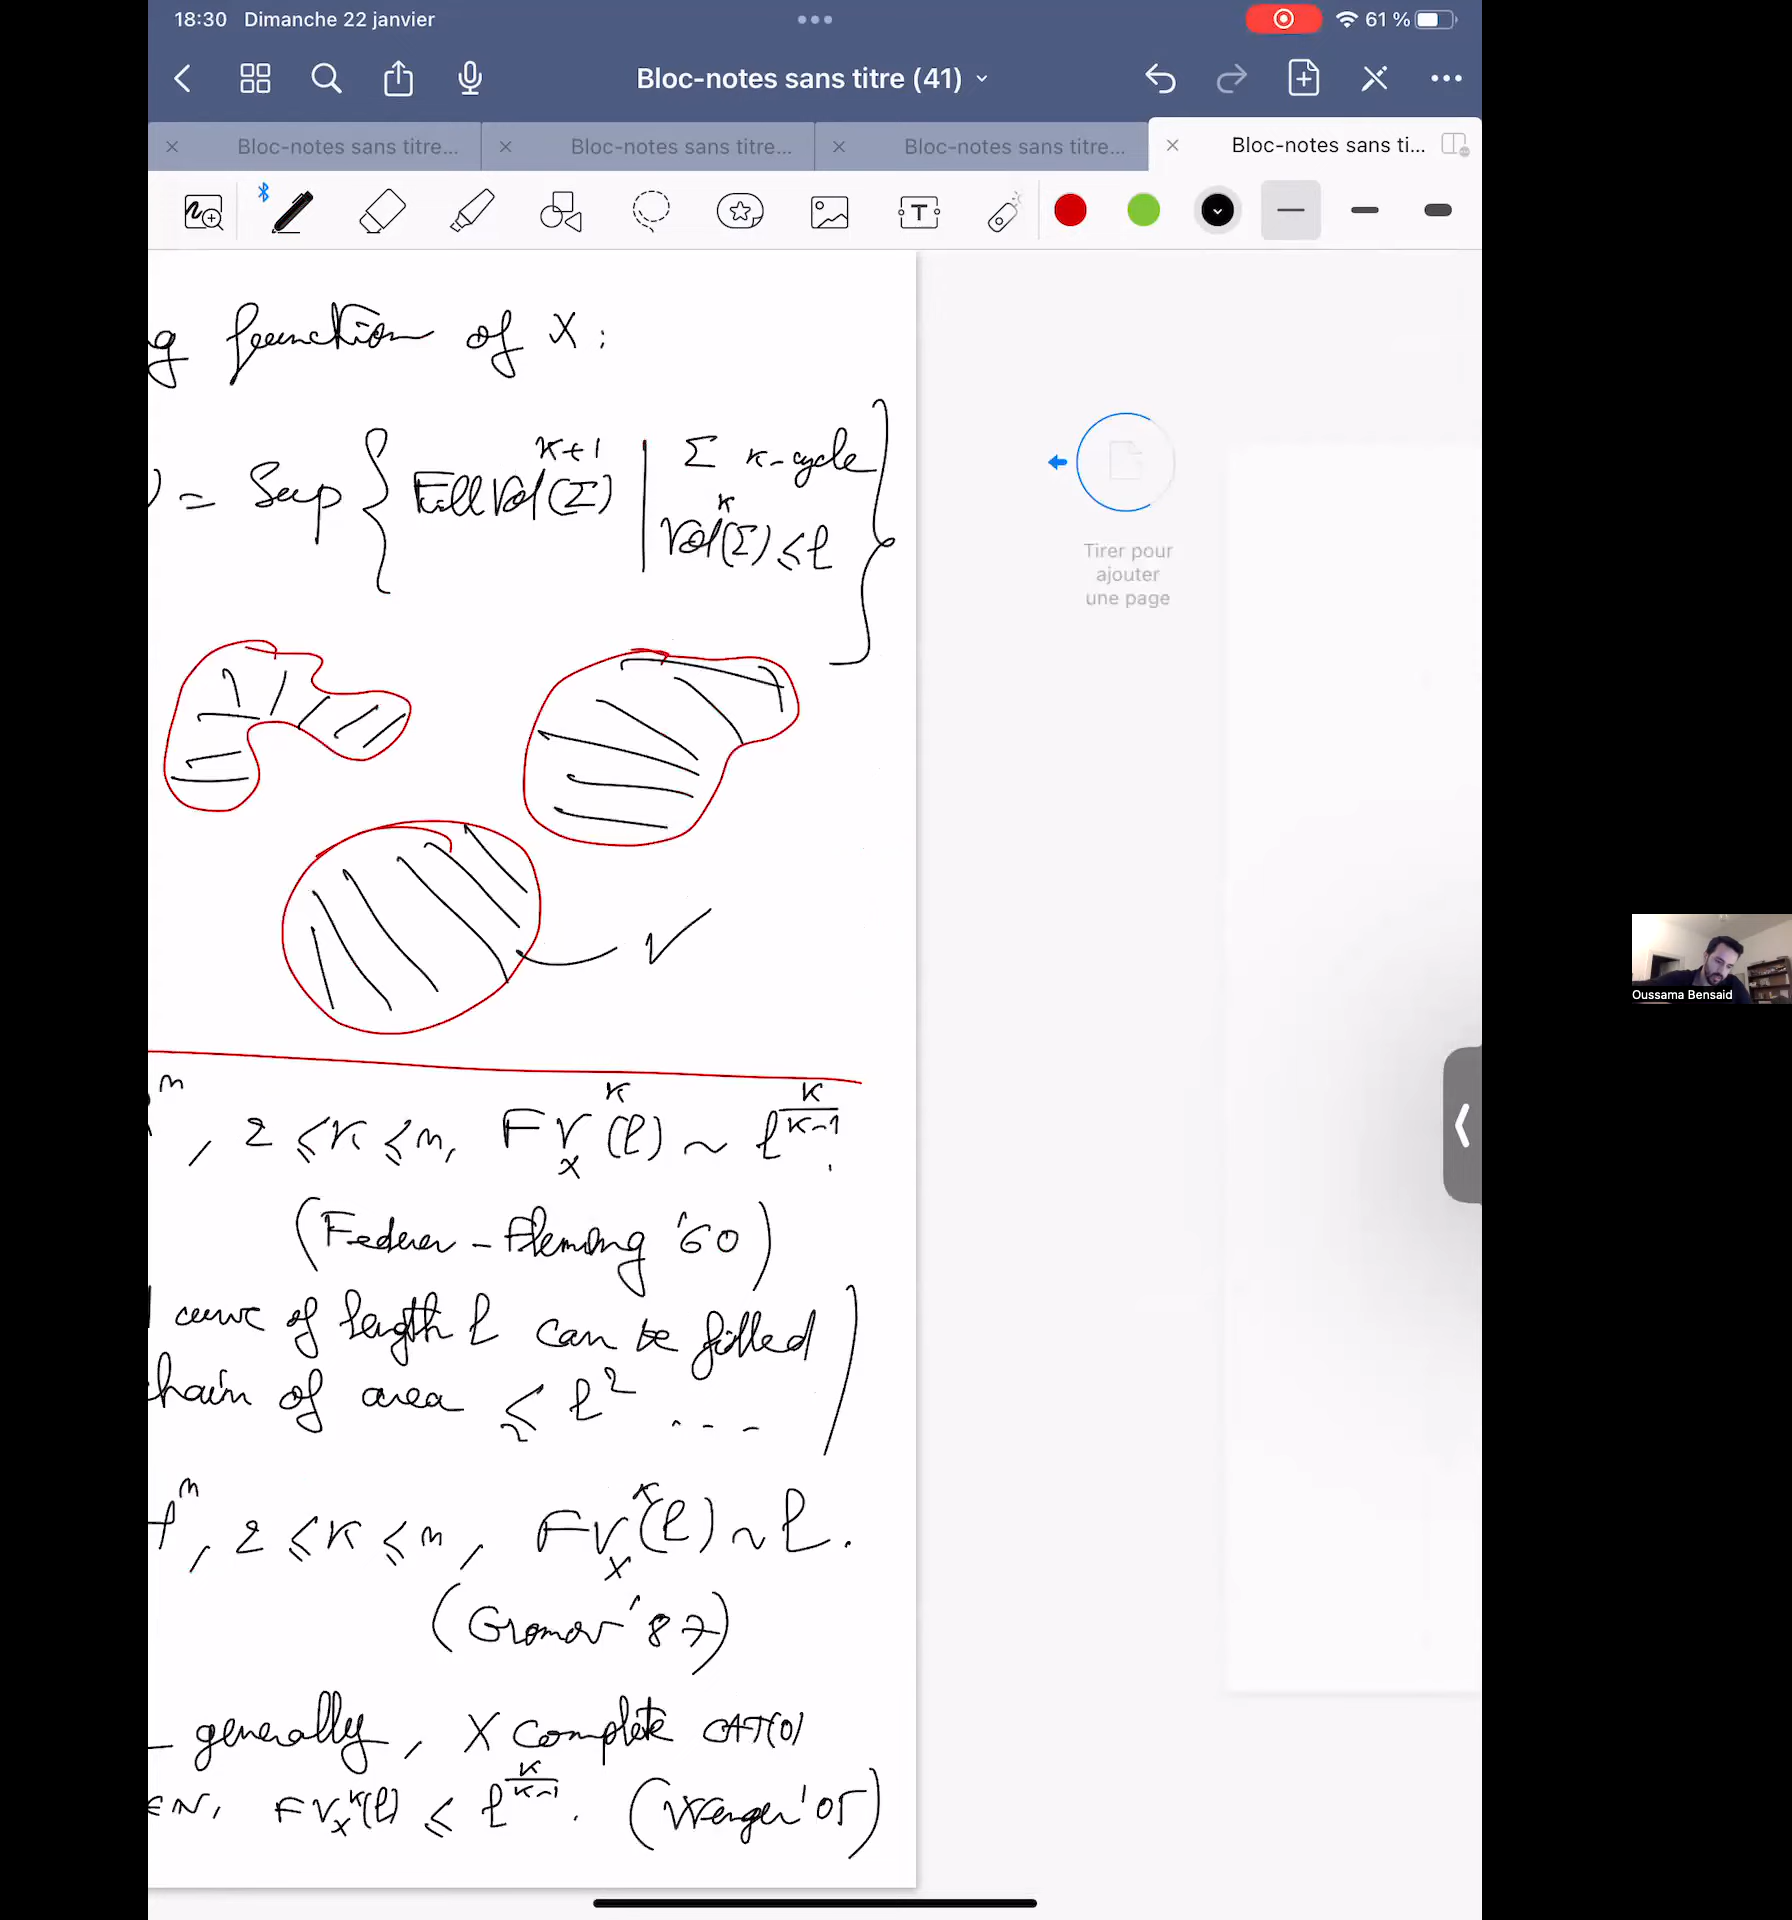 18:30 Dimanche 22 janvier
61 %
Bloc-notes sans titre (41)
Bloc-notes sans titre...
Bloc-notes sans titre...
Bloc-notes sans titre...
Bloc-notes sans ti...
T
g function of X :
) = Sup { FillVol^{k+1}(Σ) | Σ k-cycle
Vol^k(Σ) ≤ ℓ }
Tirer pour
ajouter
une page
✓
^n, 2 ≤ k ≤ n, FV_X^k(ℓ) ~ ℓ^{k/(k-1)}.
(Federer - Fleming '60)
curve of length ℓ can be filled
chain of area ≲ ℓ^2 ....)
H^n, 2 ≤ k ≤ n, FV_X^k(ℓ) ~ ℓ.
(Gromov '87)
generally, X complete CAT(0)
∈ N, FV_X^k(ℓ) ≤ ℓ^{k/(k-1)}. (Wenger '05)
Oussama Bensaid